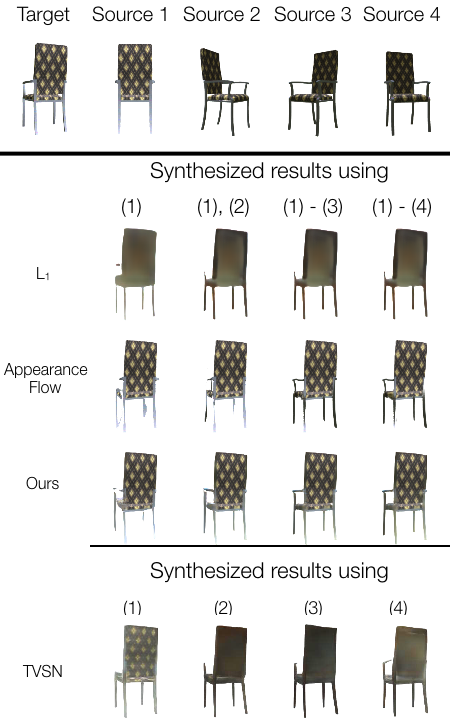 Target Source 1 Source 2 Source 3 Source 4
Synthesized results using
(1) (1), (2) (1) - (3) (1) - (4)
L₁
Appearance
Flow
Ours
Synthesized results using
(1) (2) (3) (4)
TVSN